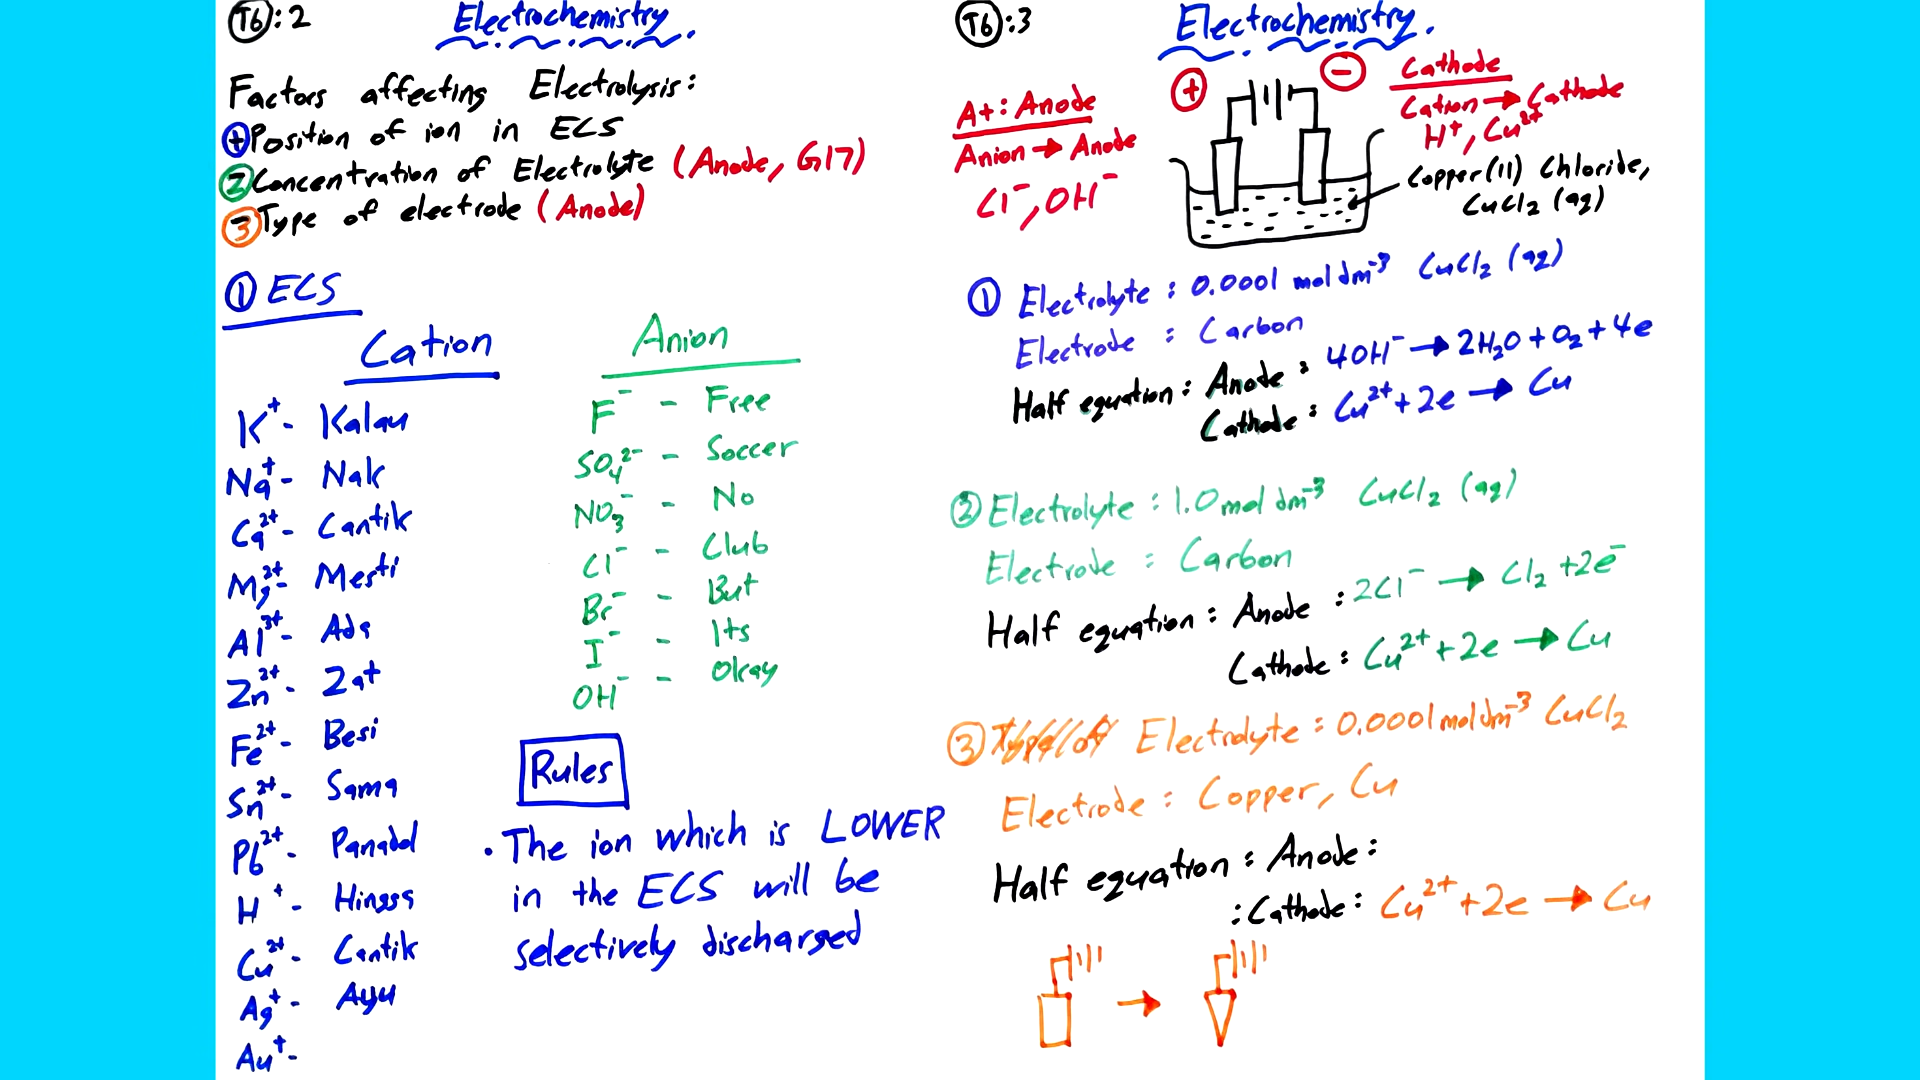 T6:2 Electrochemistry.
Factors affecting Electrolysis:
1 Position of ion in ECS
2 Concentration of Electrolyte (Anode, G17)
3 Type of electrode (Anode)
① ECS
Cation
K⁺ - Kalau
Na⁺ - Nak
Ca²⁺ - Cantik
Mg²⁺ - Mesti
Al³⁺ - Ada
Zn²⁺ - Zat
Fe²⁺ - Besi
Sn²⁺ - Sama
Pb²⁺ - Panadol
H⁺ - Hingga
Cu²⁺ - Cantik
Ag⁺ - Ayu
Au⁺ -
Anion
F⁻ - Free
SO₄²⁻ - Soccer
NO₃⁻ - No
Cl⁻ - Club
Br⁻ - But
I⁻ - Its
OH⁻ - Okay
Rules
• The ion which is LOWER
in the ECS will be
selectively discharged
T6:3 Electrochemistry.
A+: Anode
Anion → Anode
Cl⁻, OH⁻
+
−
Cathode
Cation → Cathode
H⁺, Cu²⁺
Copper(II) Chloride,
CuCl₂ (aq)
① Electrolyte : 0.0001 mol dm⁻³ CuCl₂ (aq)
Electrode : Carbon
Half equation : Anode : 4OH⁻ → 2H₂O + O₂ + 4e
Cathode : Cu²⁺ + 2e → Cu
② Electrolyte : 1.0 mol dm⁻³ CuCl₂ (aq)
Electrode : Carbon
Half equation : Anode : 2Cl⁻ → Cl₂ + 2e⁻
Cathode : Cu²⁺ + 2e → Cu
③ Type of Electrolyte : 0.0001 mol dm⁻³ CuCl₂
Electrode : Copper, Cu
Half equation : Anode :
: Cathode : Cu²⁺ + 2e → Cu